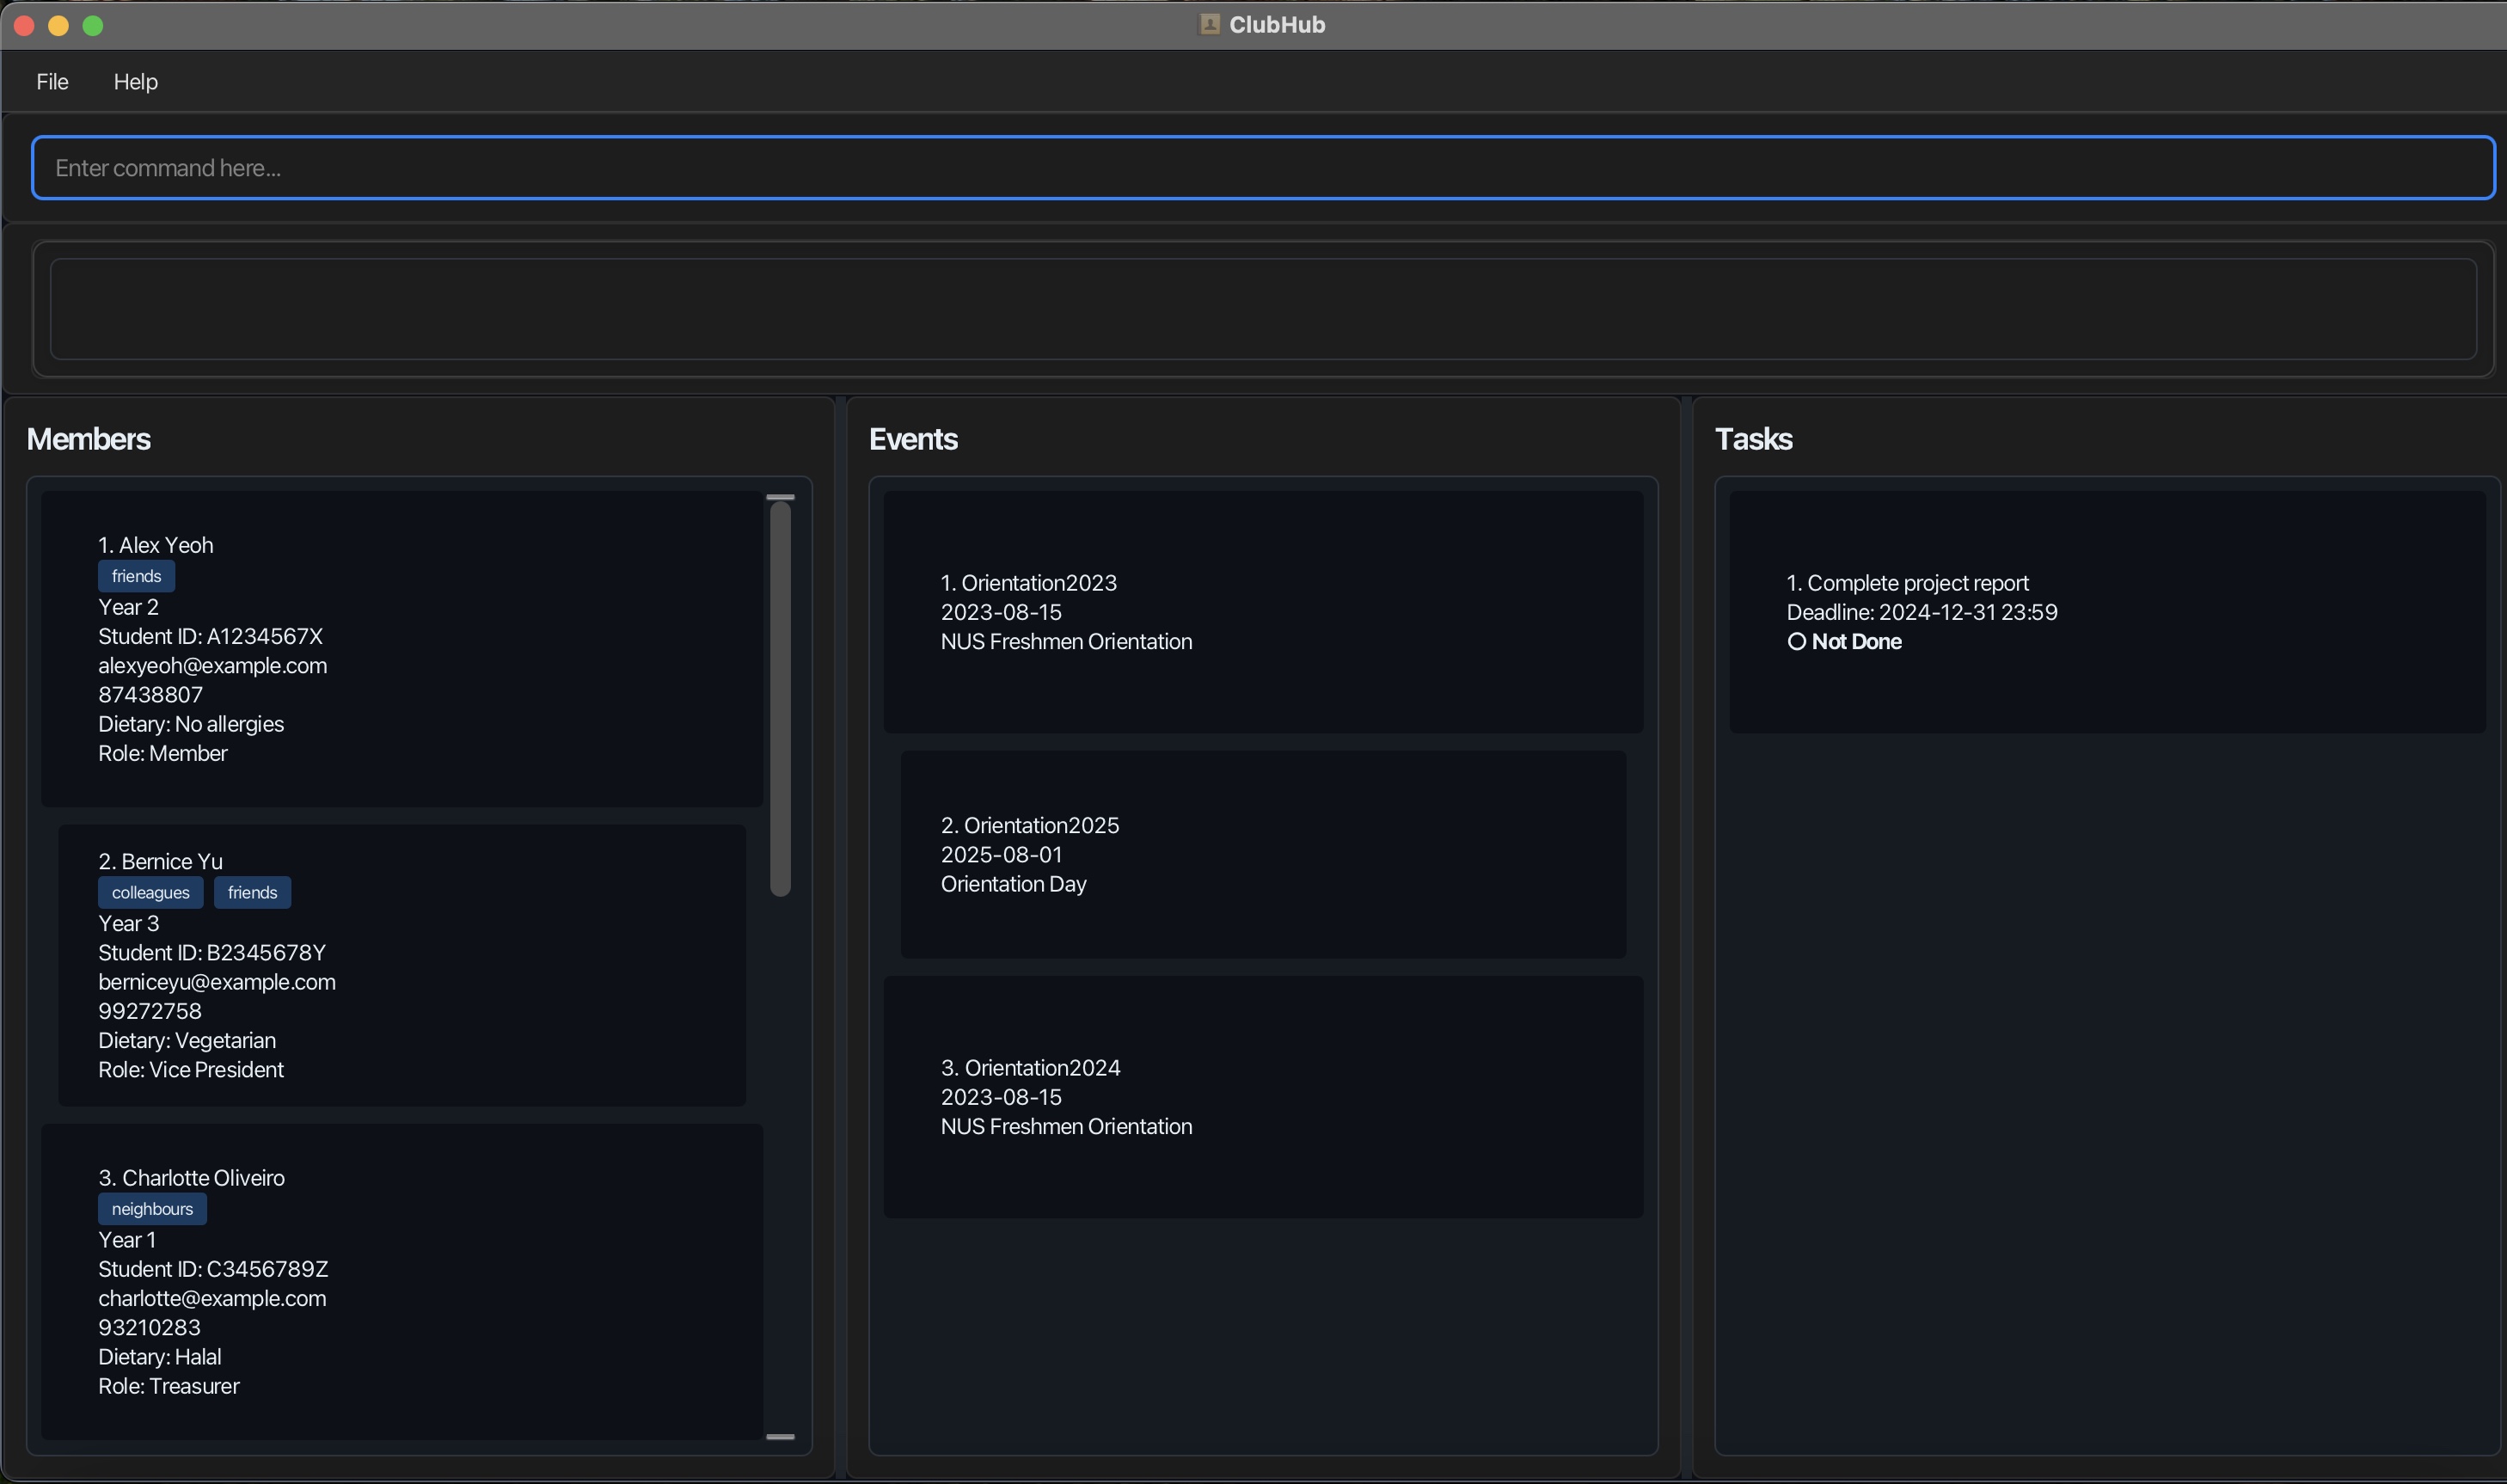 ClubHub
File Help
Enter command here...
Members
1. Alex Yeoh
friends
Year 2
Student ID: A1234567X
alexyeoh@example.com
87438807
Dietary: No allergies
Role: Member
2. Bernice Yu
colleagues friends
Year 3
Student ID: B2345678Y
berniceyu@example.com
99272758
Dietary: Vegetarian
Role: Vice President
3. Charlotte Oliveiro
neighbours
Year 1
Student ID: C3456789Z
charlotte@example.com
93210283
Dietary: Halal
Role: Treasurer
Events
1. Orientation2023
2023-08-15
NUS Freshmen Orientation
2. Orientation2025
2025-08-01
Orientation Day
3. Orientation2024
2023-08-15
NUS Freshmen Orientation
Tasks
1. Complete project report
Deadline: 2024-12-31 23:59
Not Done